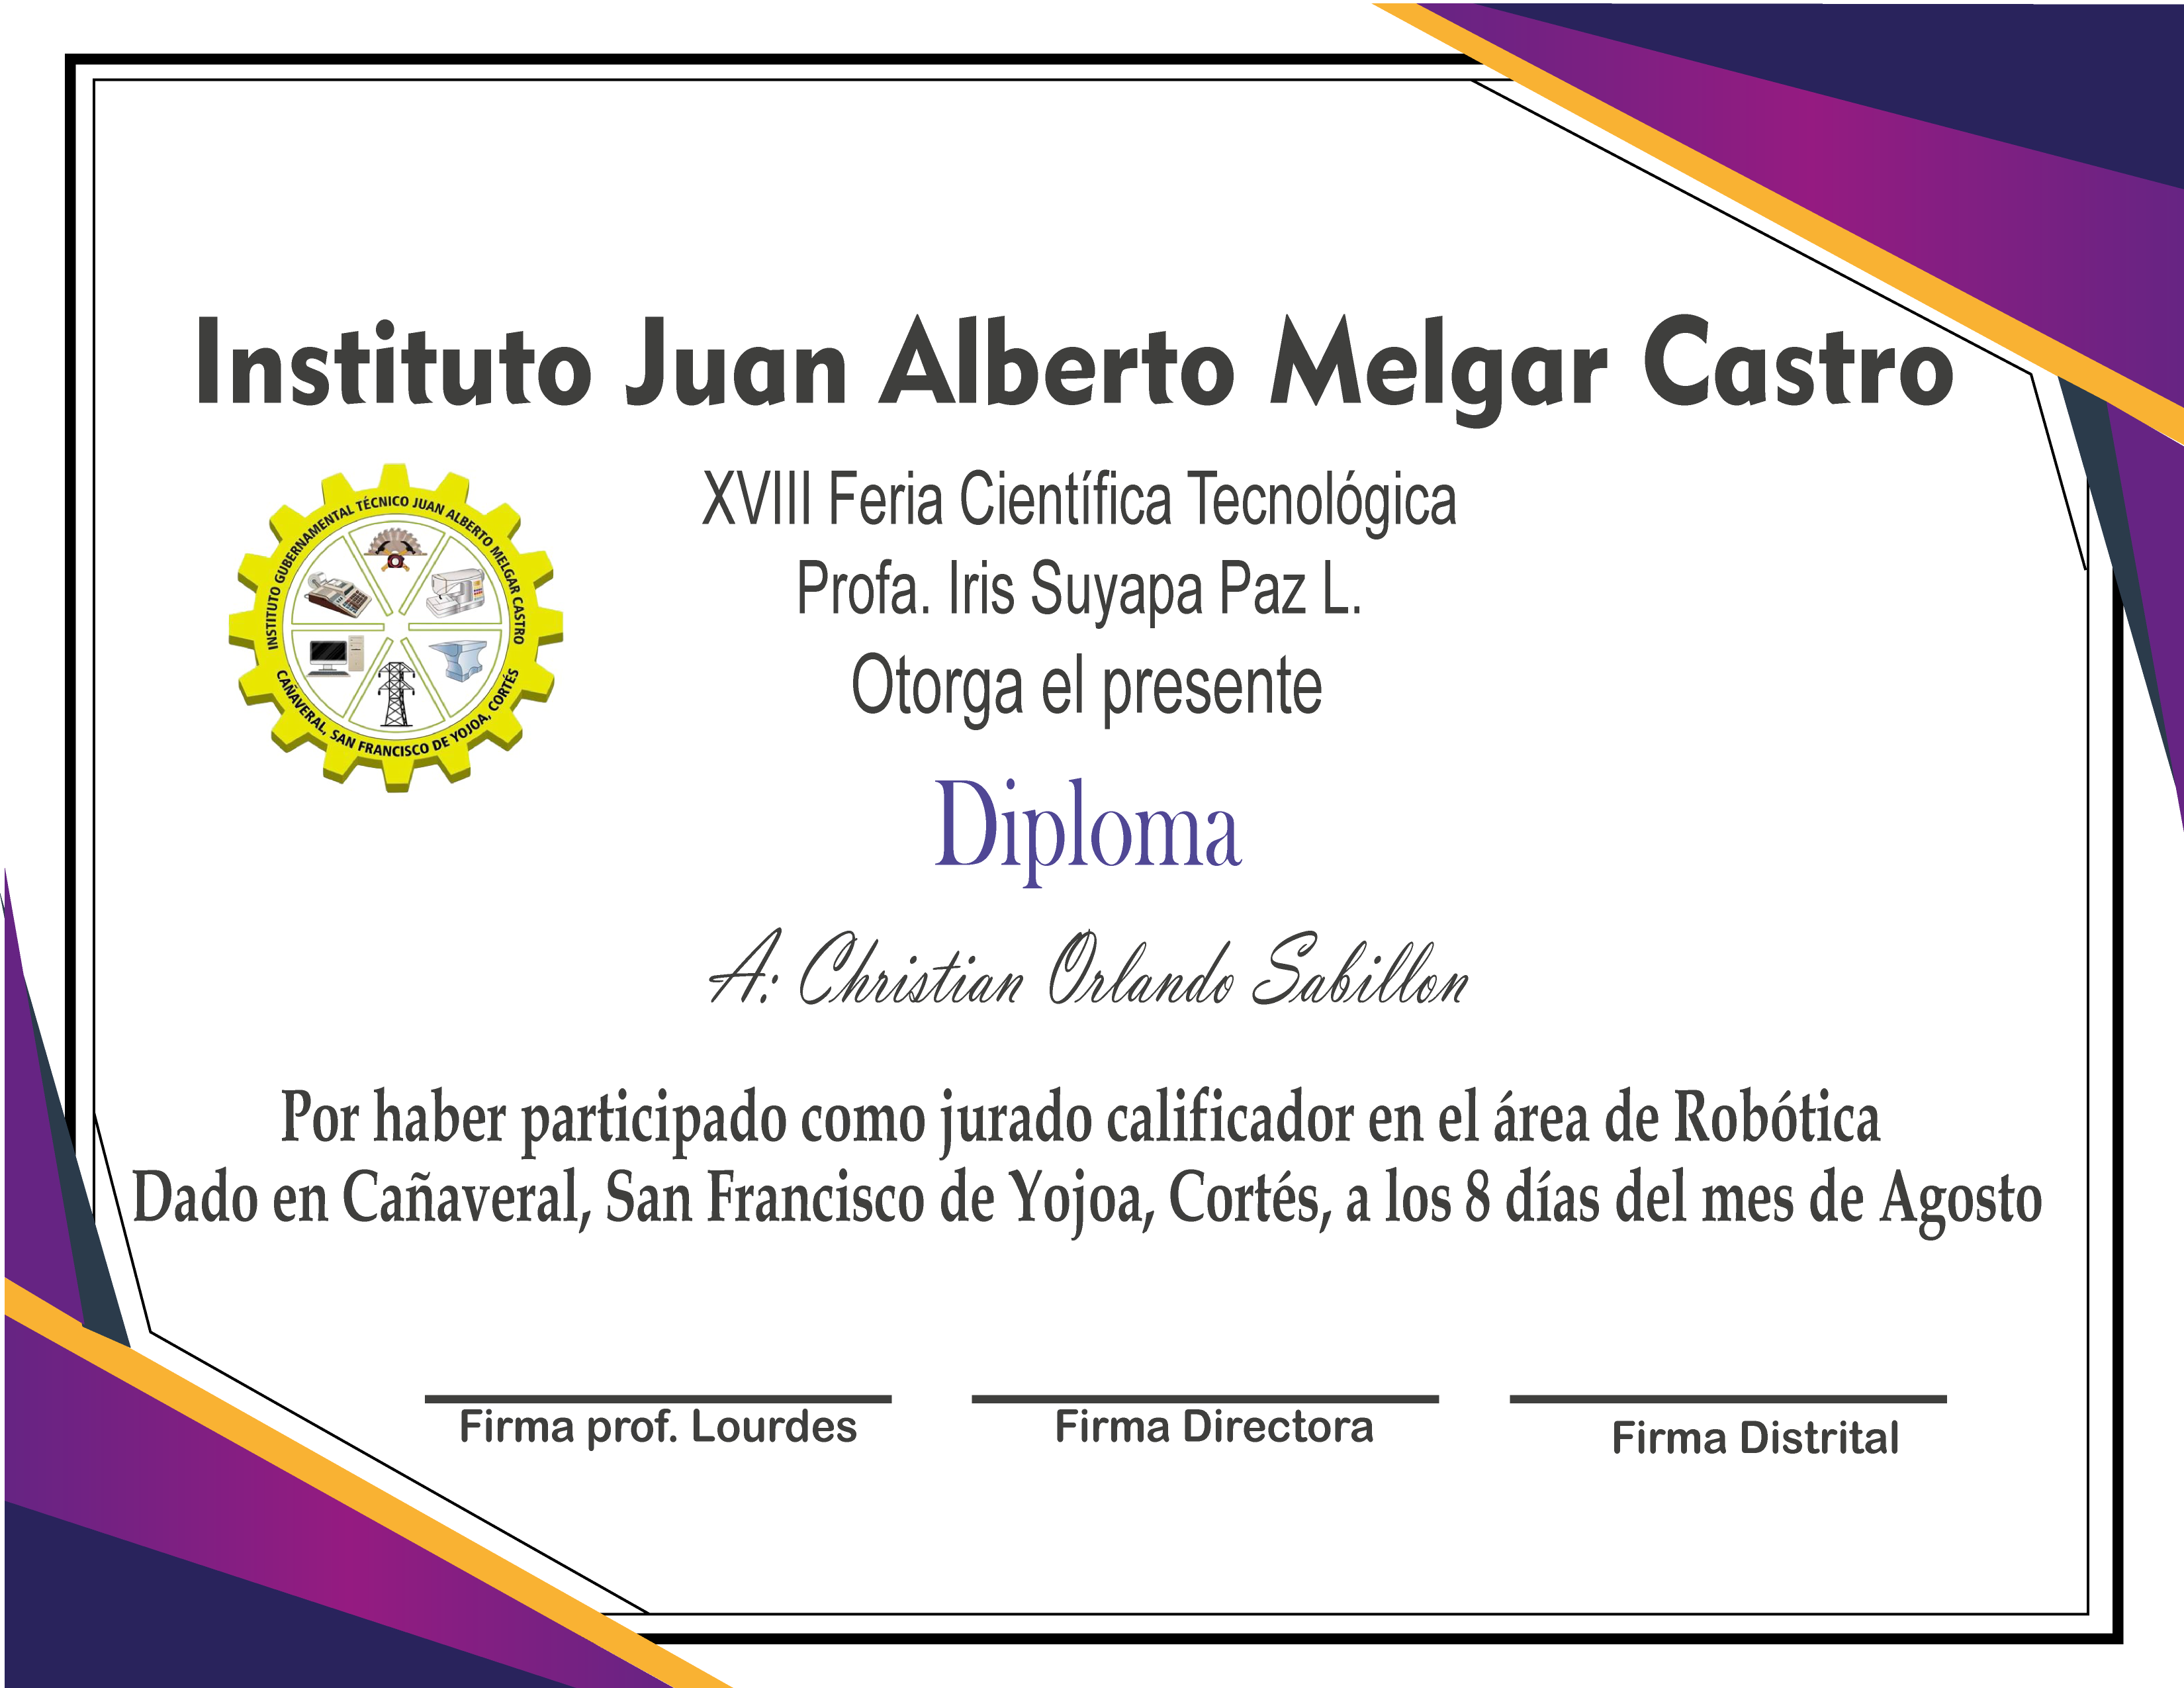 Instituto Juan Alberto Melgar Castro
XVIII Feria Científica Tecnológica
Profa. Iris Suyapa Paz L.
Otorga el presente
INSTITUTO GUBERNAMENTAL TÉCNICO JUAN ALBERTO MELGAR CASTRO
CAÑAVERAL, SAN FRANCISCO DE YOJOA, CORTÉS
Diploma
A: Christian Orlando Sabillon
Por haber participado como jurado calificador en el área de Robótica
Dado en Cañaveral, San Francisco de Yojoa, Cortés, a los 8 días del mes de Agosto
Firma prof. Lourdes
Firma Directora
Firma Distrital